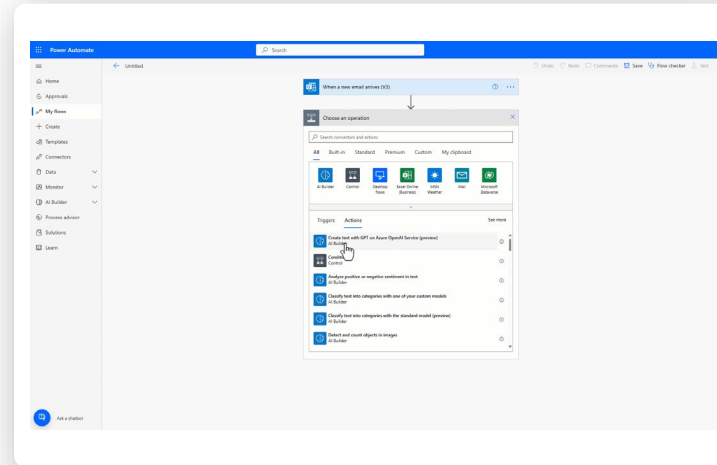 Power Automate
Search
Untitled
Undo Redo Comments Save Flow checker Test
Home
Approvals
My flows
Create
Templates
Connectors
Data
Monitor
AI Builder
Process advisor
Solutions
Learn
Ask a chatbot
When a new email arrives (V3)
Choose an operation
Search connectors and actions
All Built-in Standard Premium Custom My clipboard
AI Builder Control Desktop flows Excel Online (Business) MSN Weather Mail Microsoft Dataverse
Triggers Actions See more
Create text with GPT on Azure OpenAI Service (preview)
AI Builder
Conditi
Control
Analyze positive or negative sentiment in text
AI Builder
Classify text into categories with one of your custom models
AI Builder
Classify text into categories with the standard model (preview)
AI Builder
Detect and count objects in images
AI Builder